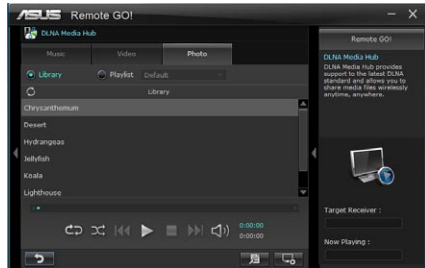 ASUS Remote GO!
DLNA Media Hub
Music Video Photo
Library Playlist Default
Library
Chrysanthemum
Desert
Hydrangeas
Jellyfish
Koala
Lighthouse
0:00:00
0:00:00
Remote GO!
DLNA Media Hub
DLNA Media Hub provides
support to the latest DLNA
standard and allows you to
share media files wirelessly
anytime, anywhere.
Target Receiver :
Now Playing :